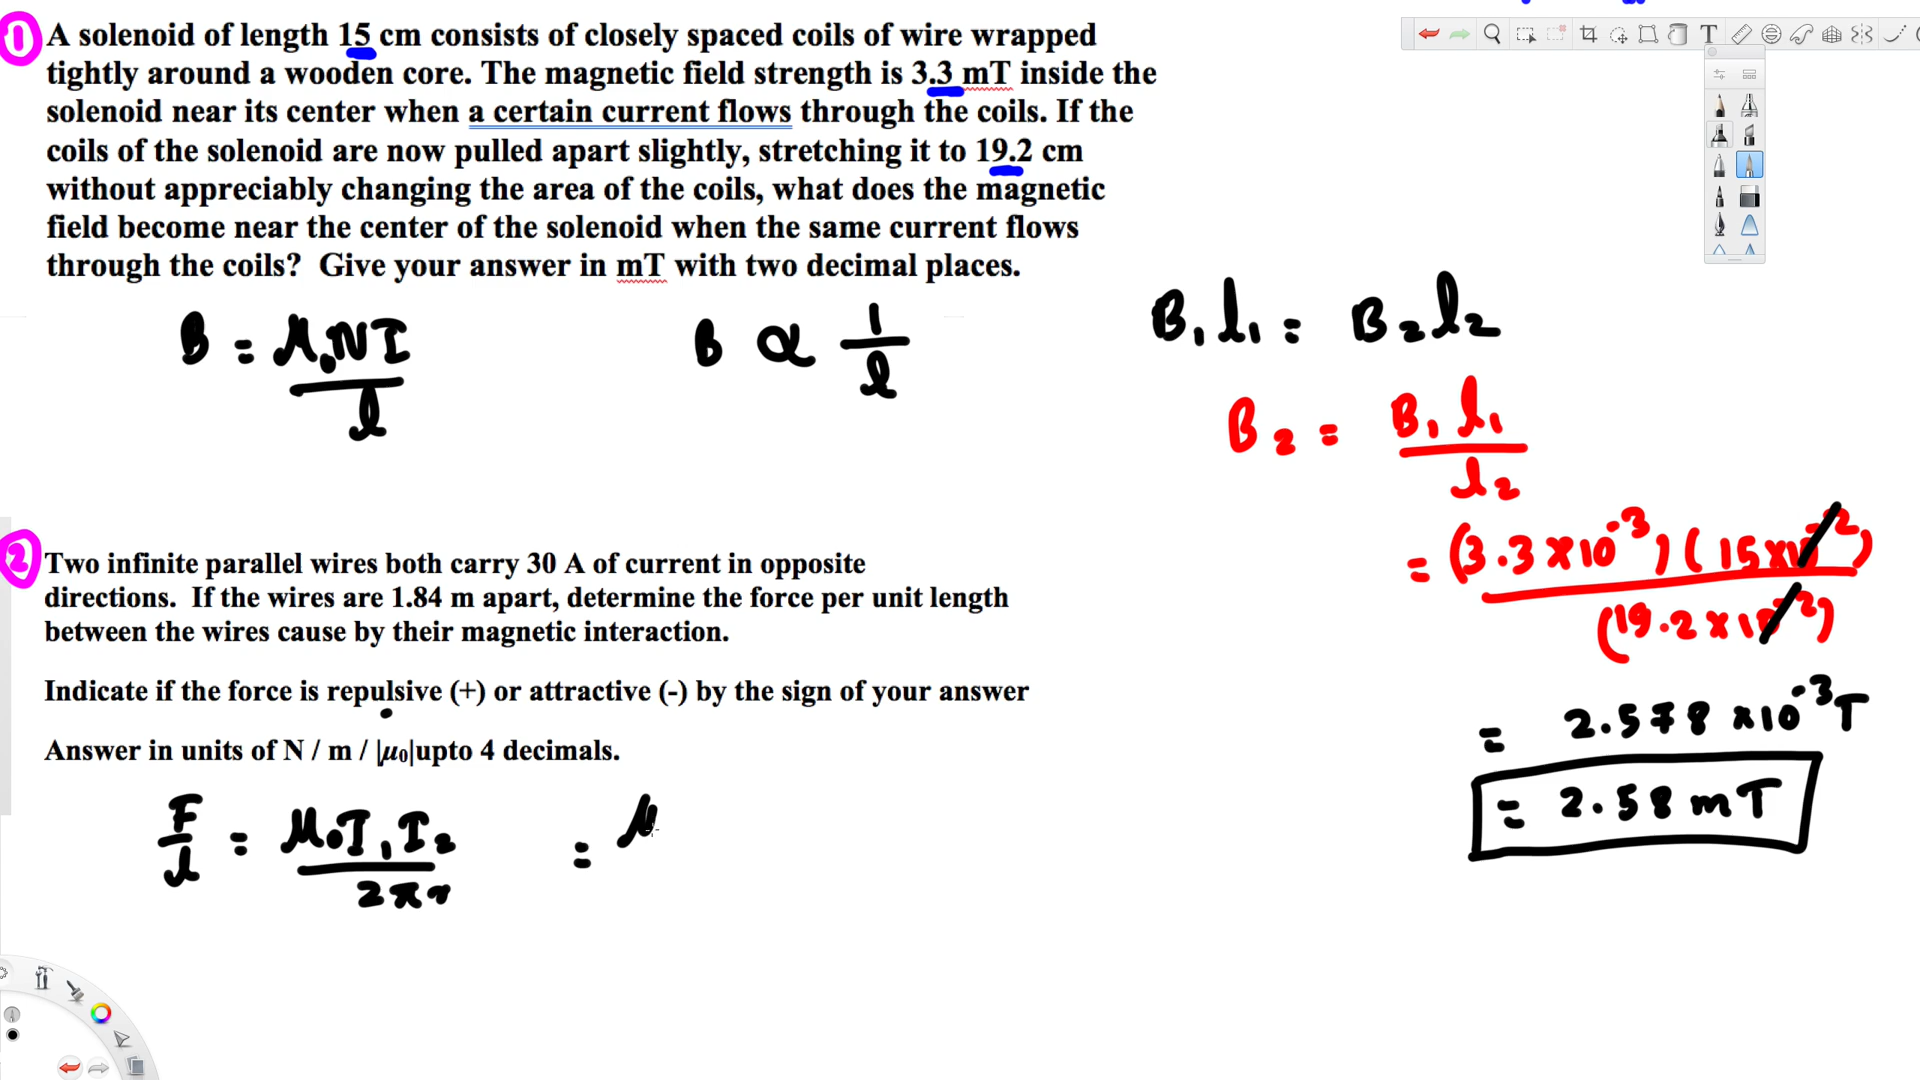 1 A solenoid of length 15 cm consists of closely spaced coils of wire wrapped
tightly around a wooden core. The magnetic field strength is 3.3 mT inside the
solenoid near its center when a certain current flows through the coils. If the
coils of the solenoid are now pulled apart slightly, stretching it to 19.2 cm
without appreciably changing the area of the coils, what does the magnetic
field become near the center of the solenoid when the same current flows
through the coils? Give your answer in mT with two decimal places.
B = μ₀NI / l
B ∝ 1 / l
B₁l₁ = B₂l₂
B₂ = B₁l₁ / l₂
= (3.3×10⁻³)(15×10⁻²) / (19.2×10⁻²)
= 2.578×10⁻³T
= 2.58 mT
2 Two infinite parallel wires both carry 30 A of current in opposite
directions. If the wires are 1.84 m apart, determine the force per unit length
between the wires cause by their magnetic interaction.
Indicate if the force is repulsive (+) or attractive (-) by the sign of your answer
Answer in units of N / m / |μ₀|upto 4 decimals.
F / l = μ₀I₁I₂ / 2πr
= μ
T